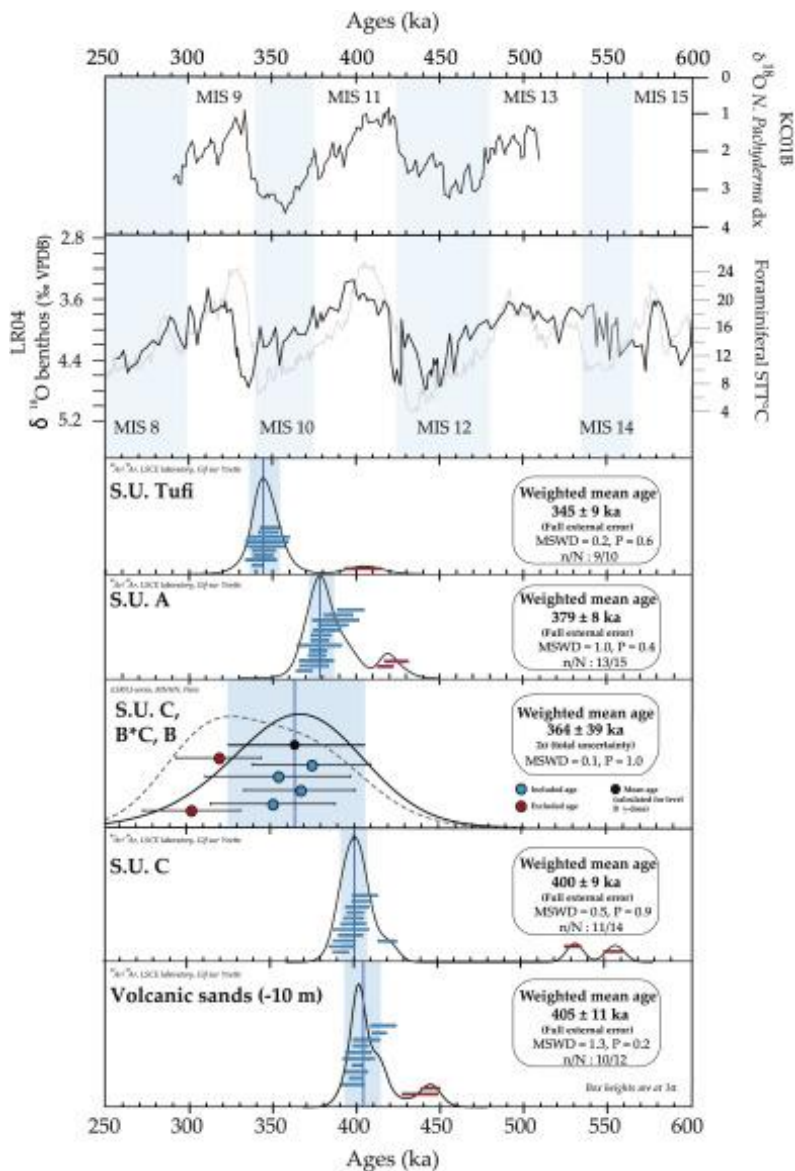 Ages (ka)
250 300 350 400 450 500 550 600
MIS 9 MIS 11 MIS 13 MIS 15
0
1
2
3
4
δ ¹⁸O N. Pachyderma dx
KC01B
2.8
3.6
4.4
5.2
LR04
δ ¹⁸O benthos (‰ VPDB)
24
20
16
12
8
4
Foraminiferal STT°C
MIS 8 MIS 10 MIS 12 MIS 14
S.U. Tufi
Weighted mean age
345 ± 9 ka
(Full external error)
MSWD = 0.2, P = 0.6
n/N : 9/10
S.U. A
Weighted mean age
379 ± 8 ka
(Full external error)
MSWD = 1.0, P = 0.4
n/N : 13/15
S.U. C,
B*C, B
Weighted mean age
364 ± 39 ka
2σ (total uncertainty)
MSWD = 0.1, P = 1.0
Included age
Excluded age
Mean age
S.U. C
Weighted mean age
400 ± 9 ka
(Full external error)
MSWD = 0.5, P = 0.9
n/N : 11/14
Volcanic sands (-10 m)
Weighted mean age
405 ± 11 ka
(Full external error)
MSWD = 1.3, P = 0.2
n/N : 10/12
250 300 350 400 450 500 550 600
Ages (ka)